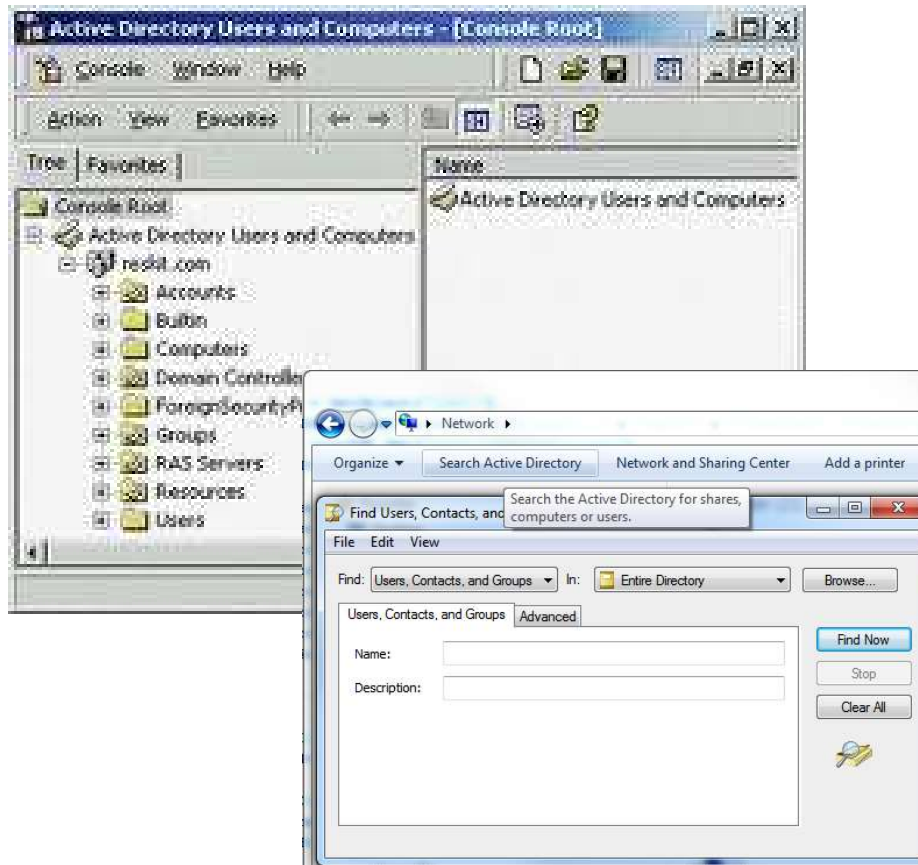 Active Directory Users and Computers - [Console Root]
Console Window Help
Action View Favorites
Tree Favorites
Name
Console Root
Active Directory Users and Computers
Active Directory Users and Computers
reskit.com
Accounts
Builtin
Computers
Domain Controlle
ForeignSecurityP
Groups
RAS Servers
Resources
Users
Network
Organize Search Active Directory Network and Sharing Center Add a printer
Search the Active Directory for shares,
computers or users.
Find Users, Contacts, and
File Edit View
Find: Users, Contacts, and Groups In: Entire Directory Browse...
Users, Contacts, and Groups Advanced
Find Now
Name:
Stop
Description:
Clear All